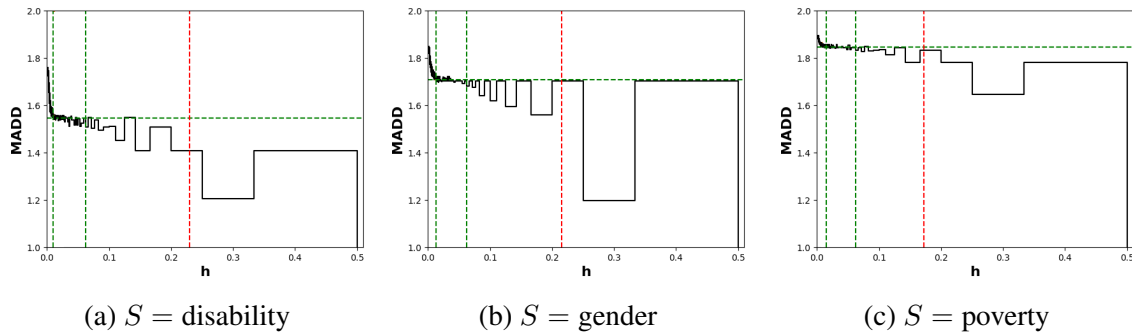 2.0 2.0 2.0
1.8 1.8 1.8
1.6 1.6 1.6
MADD MADD MADD
1.4 1.4 1.4
1.2 1.2 1.2
1.0 1.0 1.0
0.0 0.1 0.2 0.3 0.4 0.5 0.0 0.1 0.2 0.3 0.4 0.5 0.0 0.1 0.2 0.3 0.4 0.5
h h h
(a) S = disability (b) S = gender (c) S = poverty